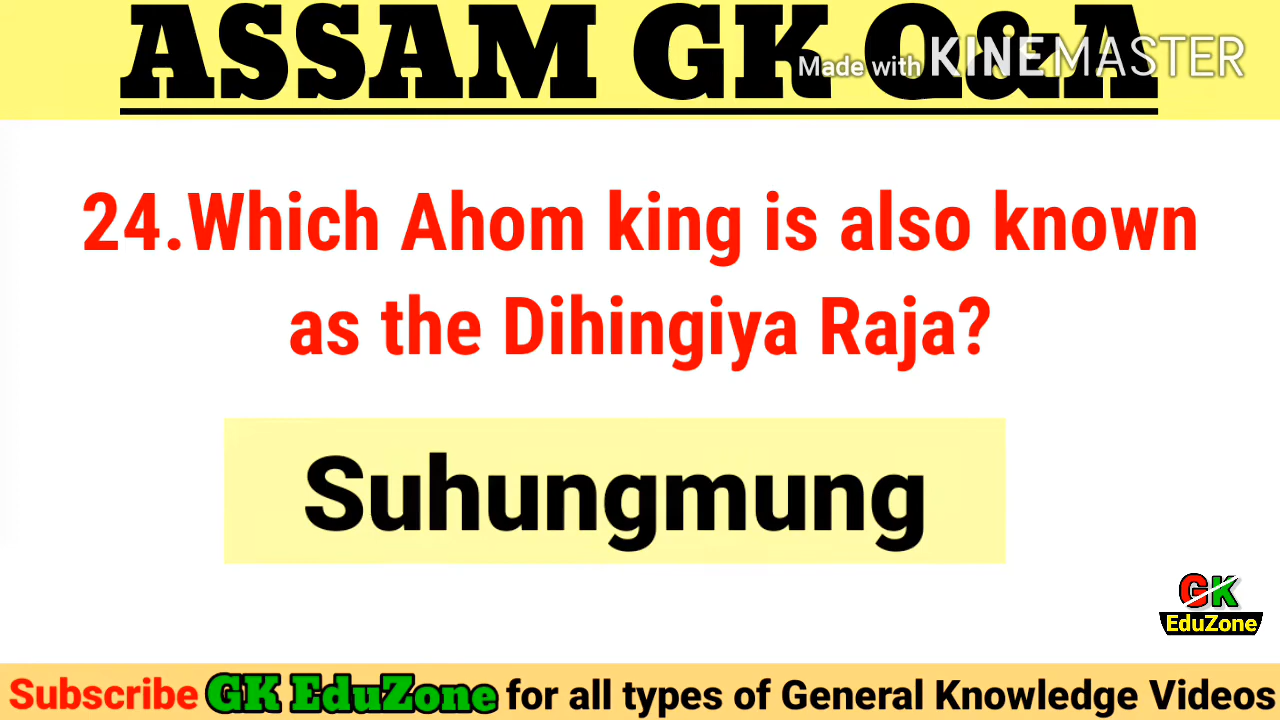 ASSAM GK Q&A
Made with KINEMASTER
24.Which Ahom king is also known
as the Dihingiya Raja?
Suhungmung
GK
EduZone
Subscribe GK EduZone for all types of General Knowledge Videos